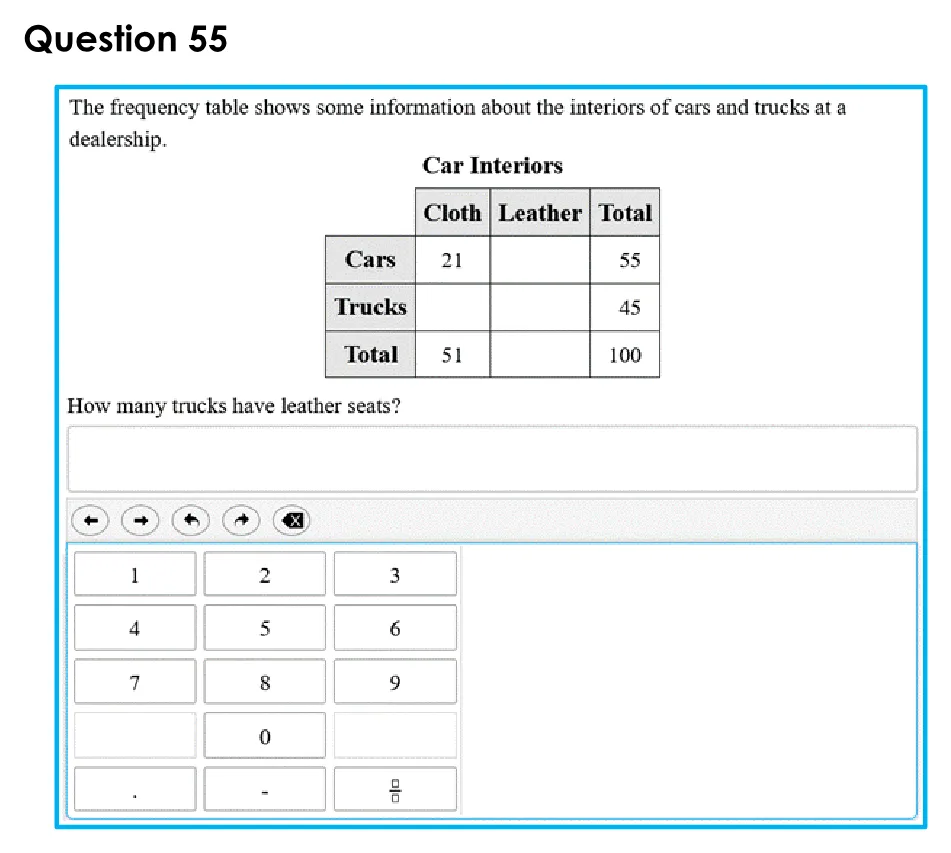 Question 55
The frequency table shows some information about the interiors of cars and trucks at a
dealership.
Car Interiors
Cloth Leather Total
Cars 21 55
Trucks 45
Total 51 100
How many trucks have leather seats?
1 2 3
4 5 6
7 8 9
0
. -